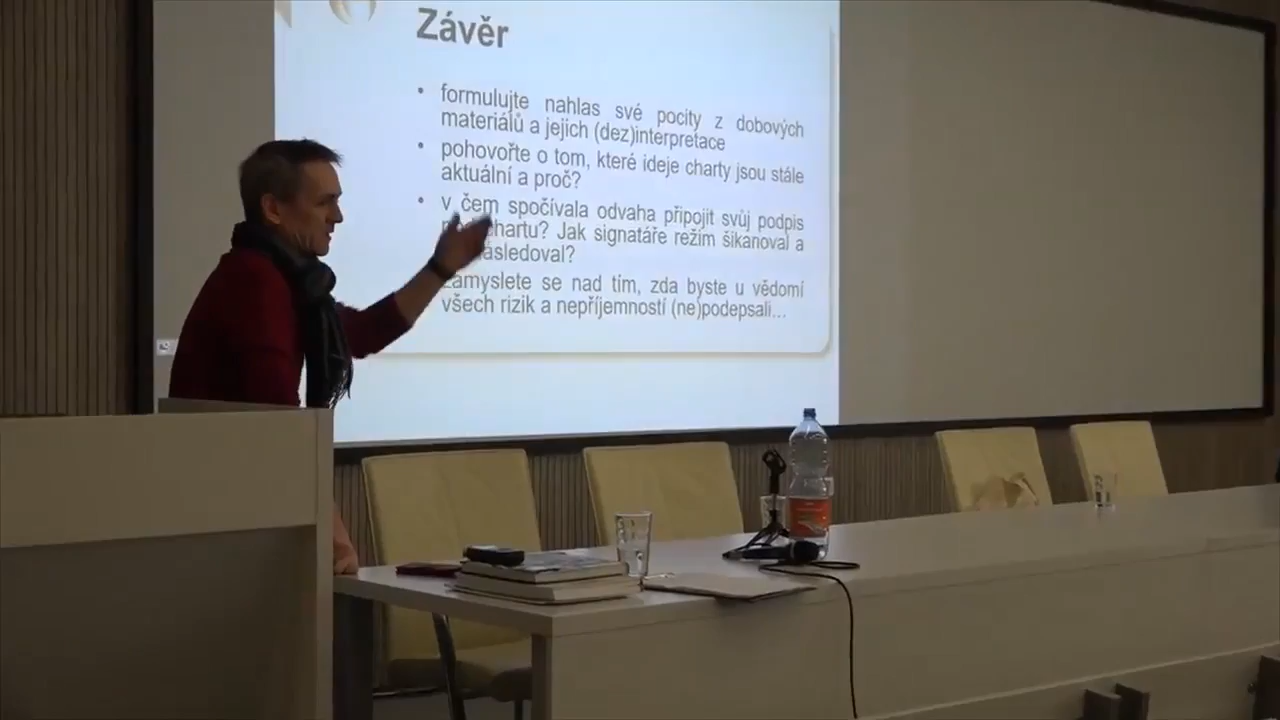 Závěr
• formulujte nahlas své pocity z dobových
materiálů a jejich (dez)interpretace
• pohovořte o tom, které ideje charty jsou stále
aktuální a proč?
• v čem spočívala odvaha připojit svůj podpis
chartu? Jak signatáře režim šikanoval a
ásledoval?
zamyslete se nad tím, zda byste u vědomí
všech rizik a nepříjemností (ne)podepsali...